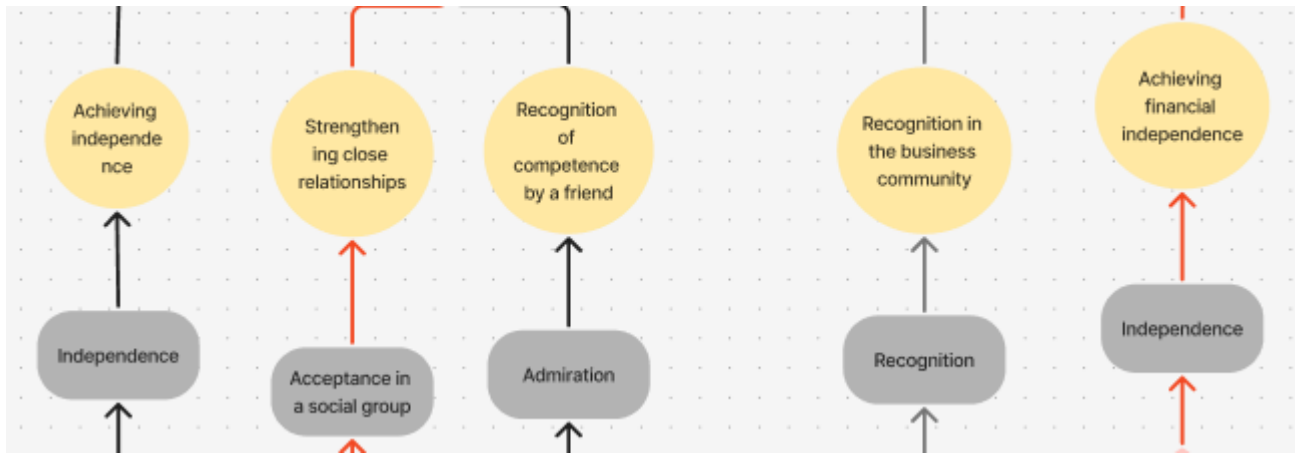 Achieving
independe
nce
Strengthen
ing close
relationships
Recognition
of
competence
by a friend
Recognition in
the business
community
Achieving
financial
independence
Independence
Acceptance in
a social group
Admiration
Recognition
Independence